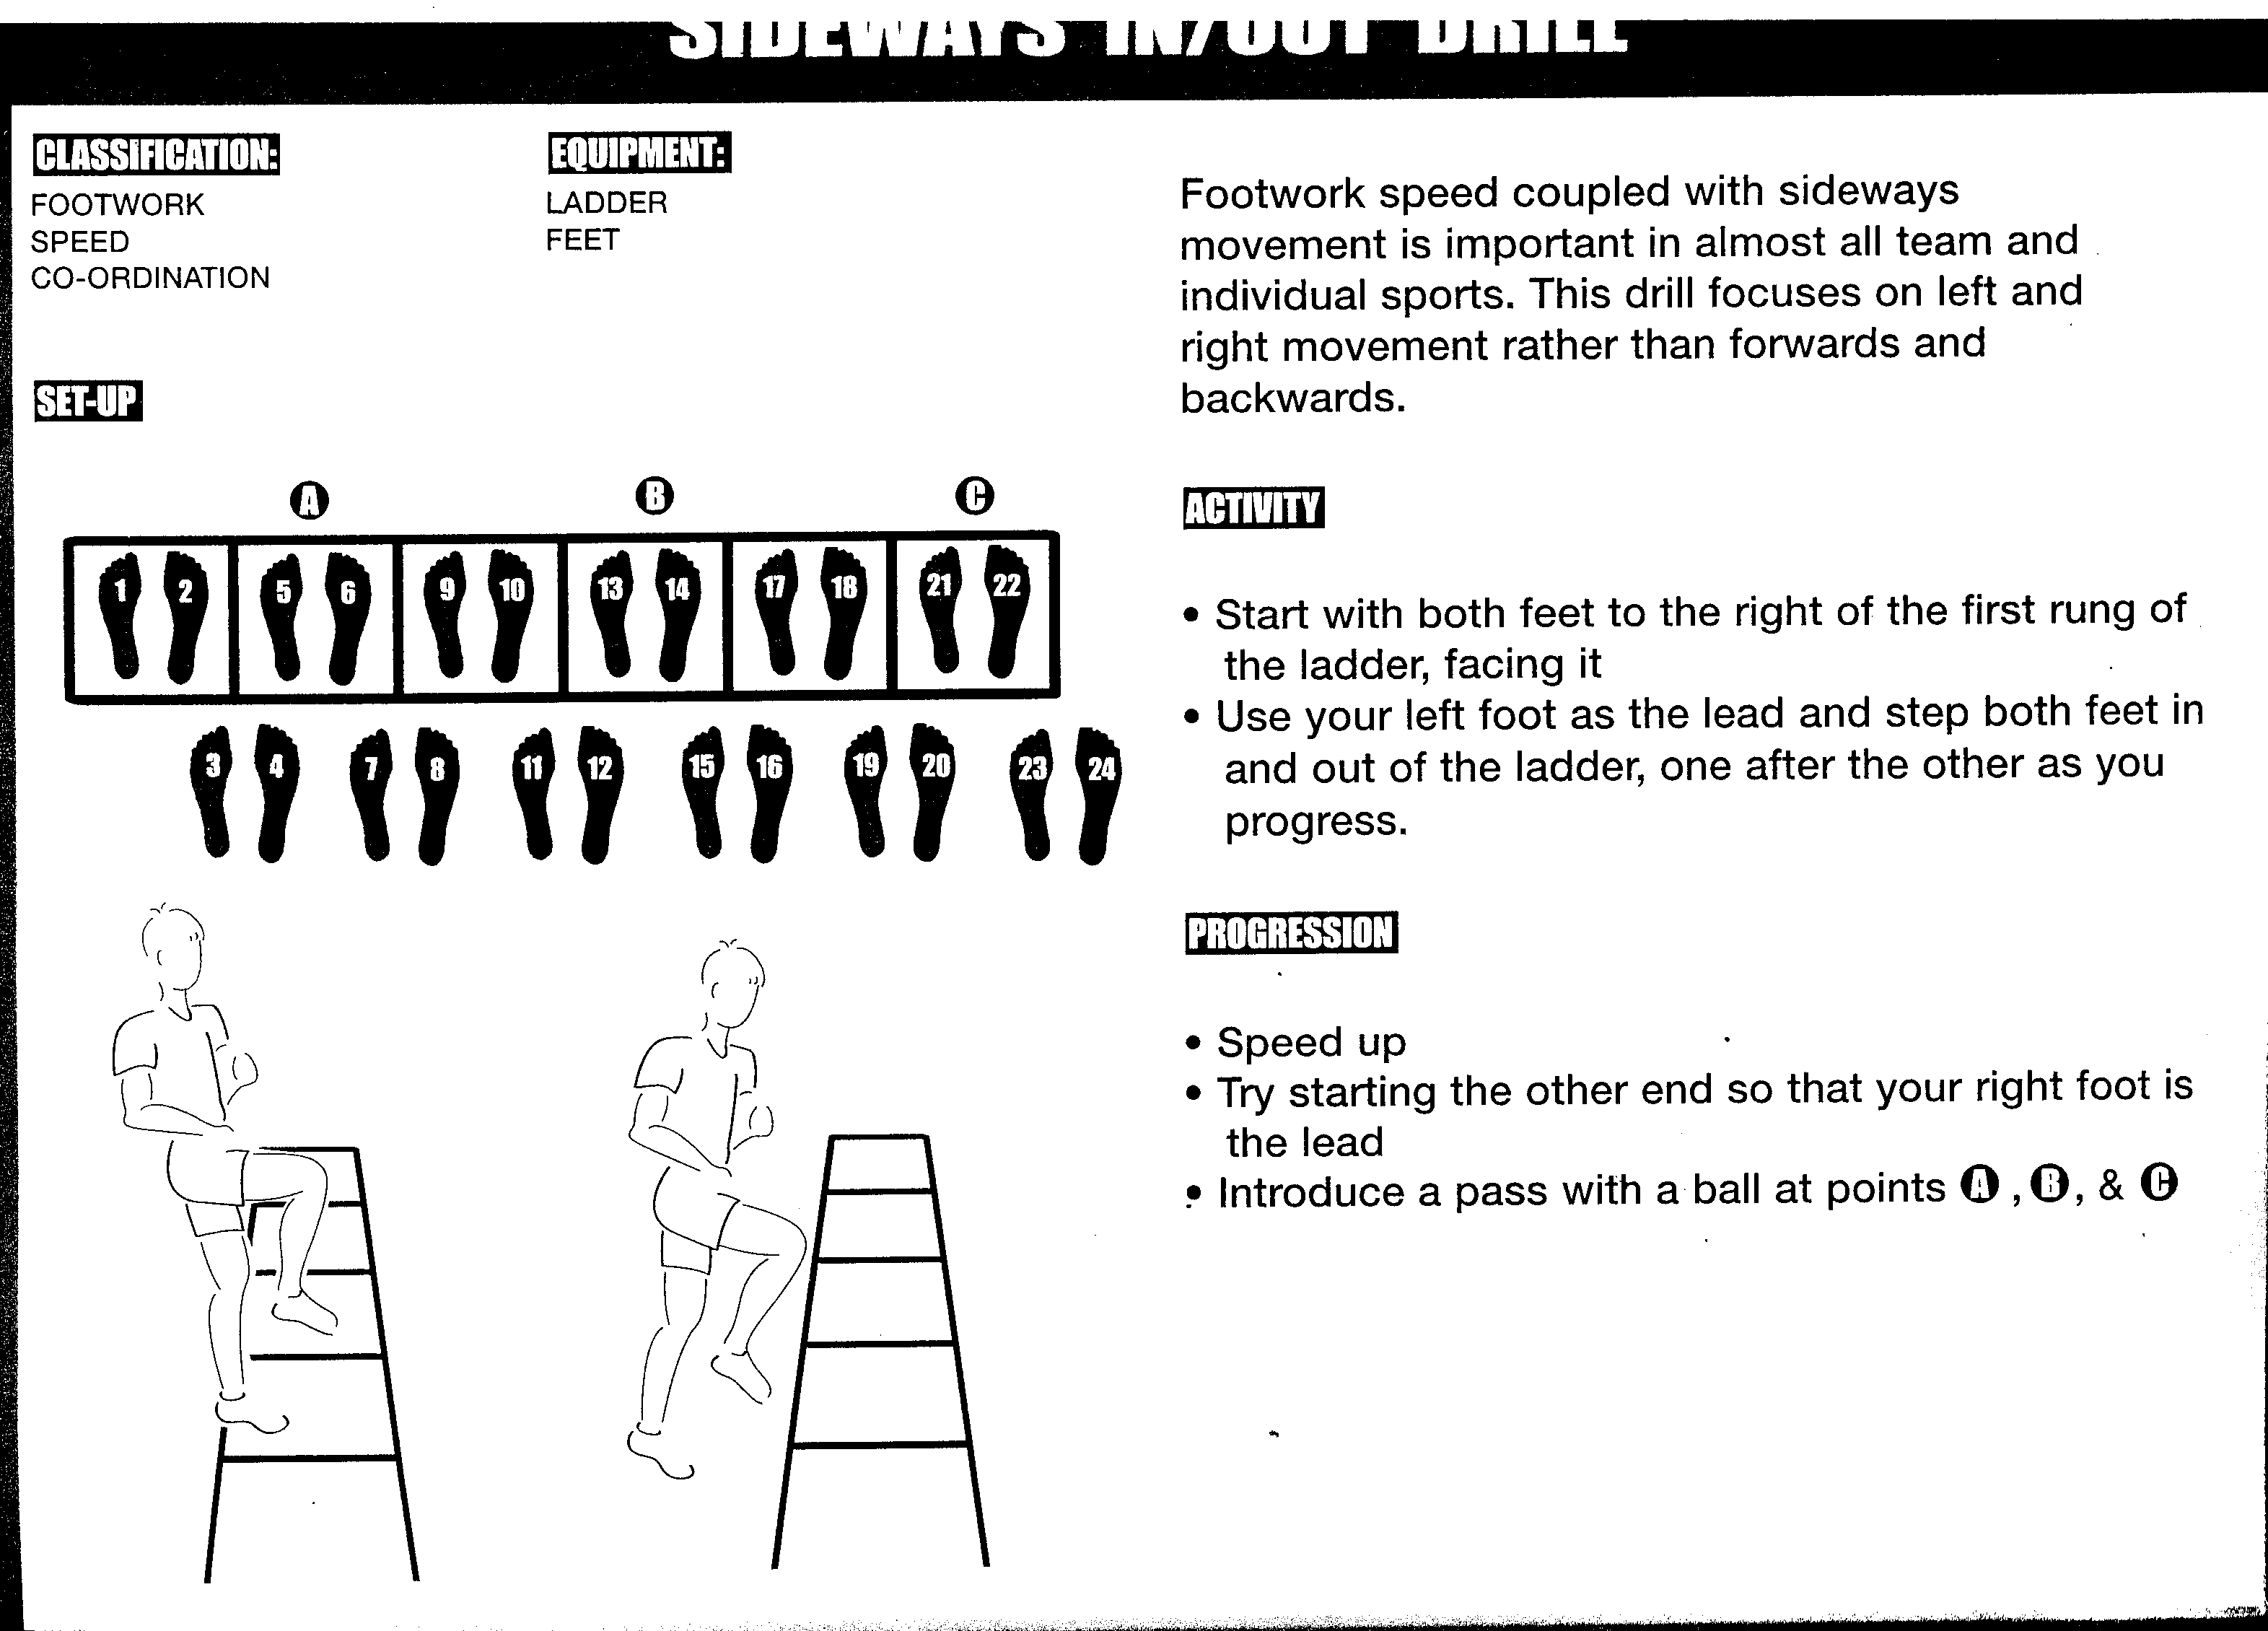 SIDEWAYS IN/OUT DRILL
CLASSIFICATION:
FOOTWORK
SPEED
CO-ORDINATION
EQUIPMENT:
LADDER
FEET
SET-UP
A B C
1 2 5 6 9 10 13 14 17 18 21 22
3 4 7 8 11 12 15 16 19 20 23 24
Footwork speed coupled with sideways
movement is important in almost all team and
individual sports. This drill focuses on left and
right movement rather than forwards and
backwards.
ACTIVITY
• Start with both feet to the right of the first rung of
the ladder, facing it
• Use your left foot as the lead and step both feet in
and out of the ladder, one after the other as you
progress.
PROGRESSION
• Speed up
• Try starting the other end so that your right foot is
the lead
• Introduce a pass with a ball at points A , B, & C